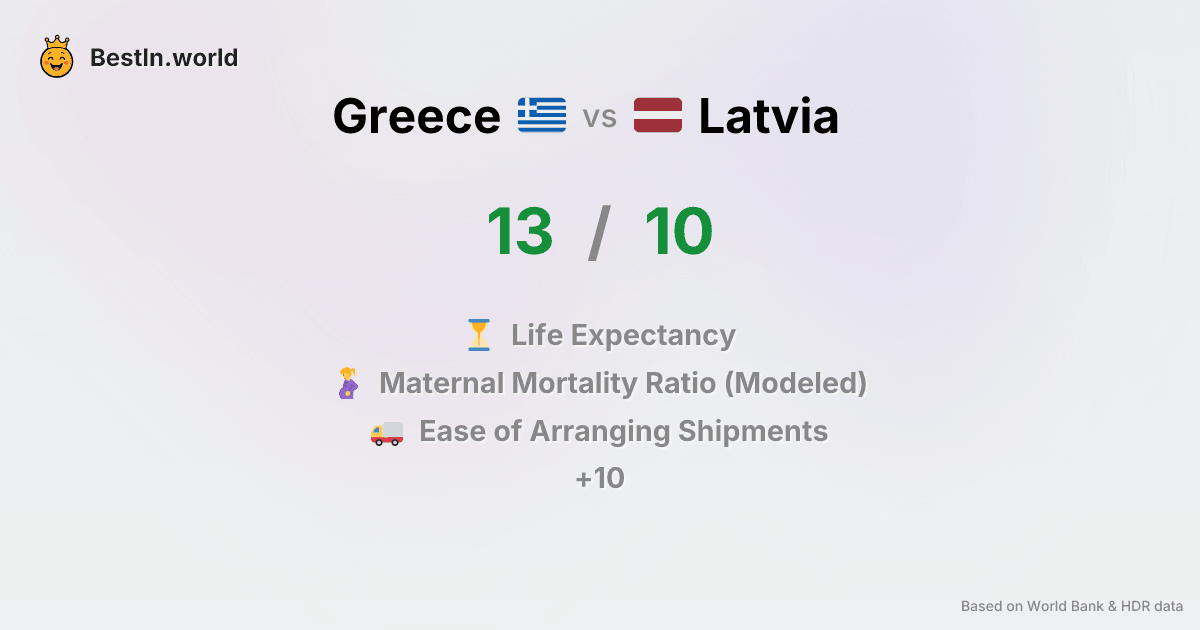 BestIn.world
Greece vs Latvia
13 / 10
Life Expectancy
Maternal Mortality Ratio (Modeled)
Ease of Arranging Shipments
+10
Based on World Bank & HDR data